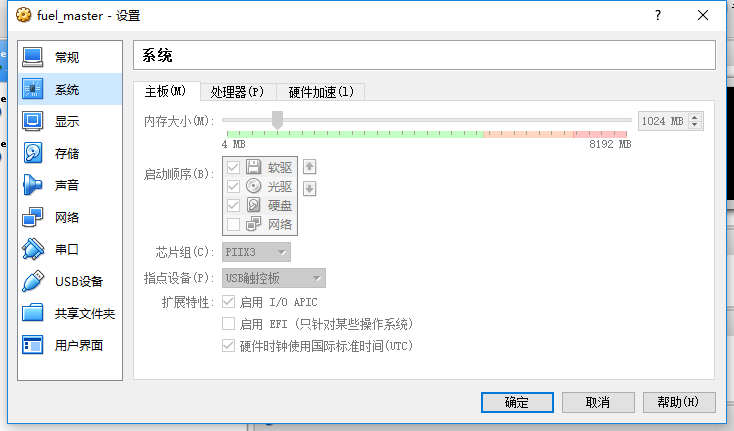 fuel_master - 设置
常规
系统
显示
存储
声音
网络
串口
USB设备
共享文件夹
用户界面
系统
主板(M) 处理器(P) 硬件加速(l)
内存大小(M): 1024 MB
4 MB 8192 MB
启动顺序(B): 软驱
光驱
硬盘
网络
芯片组(C): PIIX3
指点设备(P): USB触控板
扩展特性: 启用 I/O APIC
启用 EFI (只针对某些操作系统)
硬件时钟使用国际标准时间(UTC)
确定 取消 帮助(H)